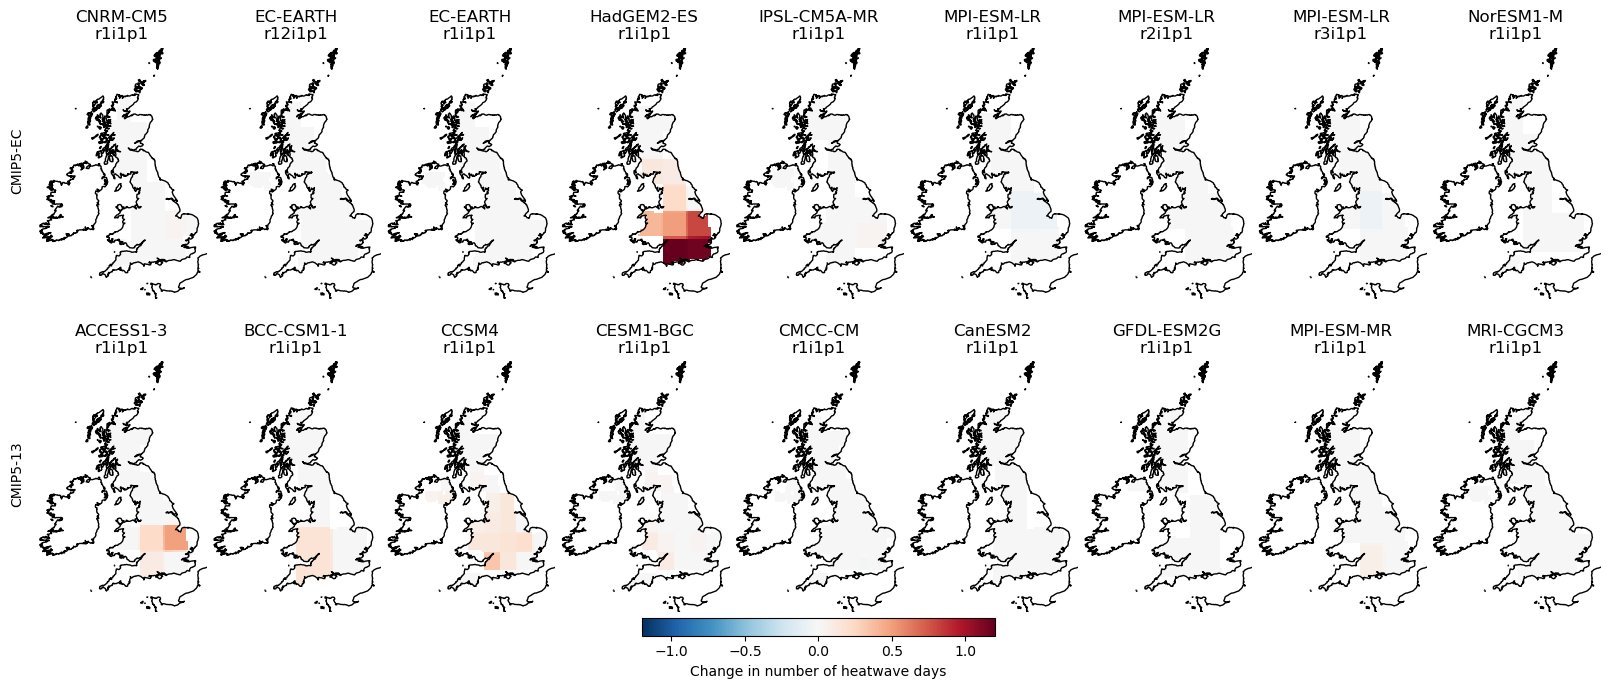 CNRM-CM5 EC-EARTH EC-EARTH HadGEM2-ES IPSL-CM5A-MR MPI-ESM-LR MPI-ESM-LR MPI-ESM-LR NorESM1-M
r1i1p1 r12i1p1 r1i1p1 r1i1p1 r1i1p1 r1i1p1 r2i1p1 r3i1p1 r1i1p1
CMIP5-EC
ACCESS1-3 BCC-CSM1-1 CCSM4 CESM1-BGC CMCC-CM CanESM2 GFDL-ESM2G MPI-ESM-MR MRI-CGCM3
r1i1p1 r1i1p1 r1i1p1 r1i1p1 r1i1p1 r1i1p1 r1i1p1 r1i1p1 r1i1p1
CMIP5-13
−1.0 −0.5 0.0 0.5 1.0
Change in number of heatwave days